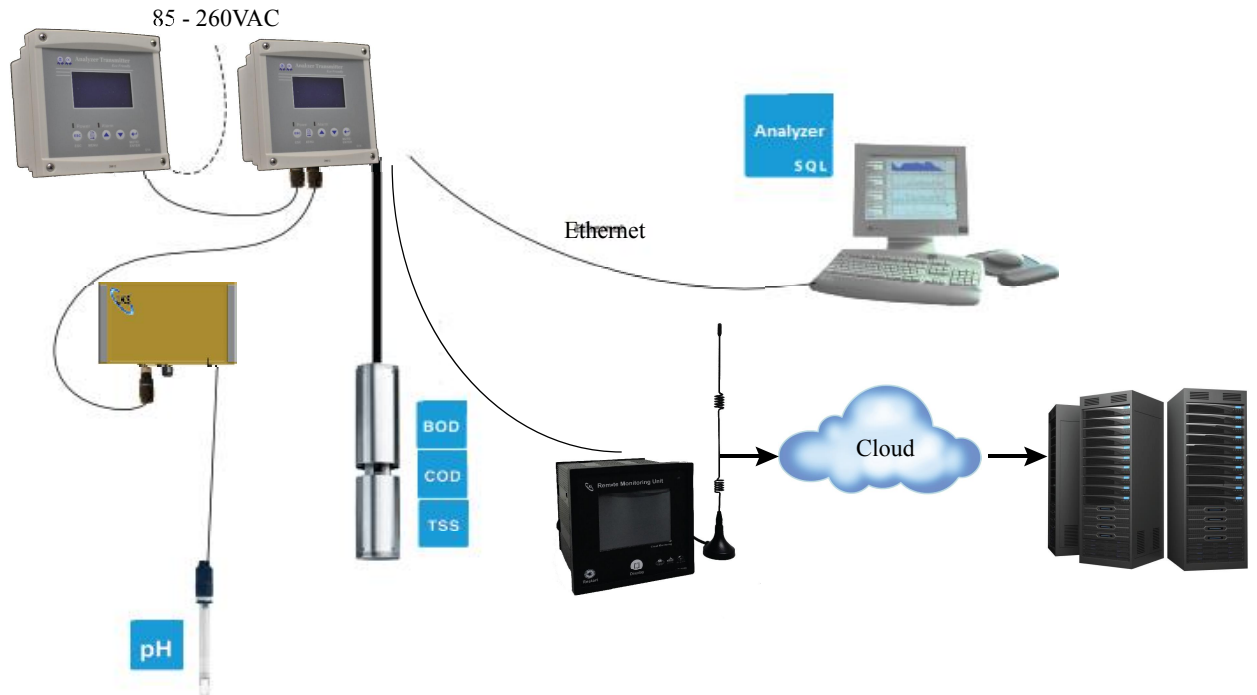 85 - 260VAC
Analyzer Transmitter
Analyzer Transmitter
Analyzer
SQL
Ethernet
BOD
COD
TSS
Cloud
Remote Monitoring Unit
pH